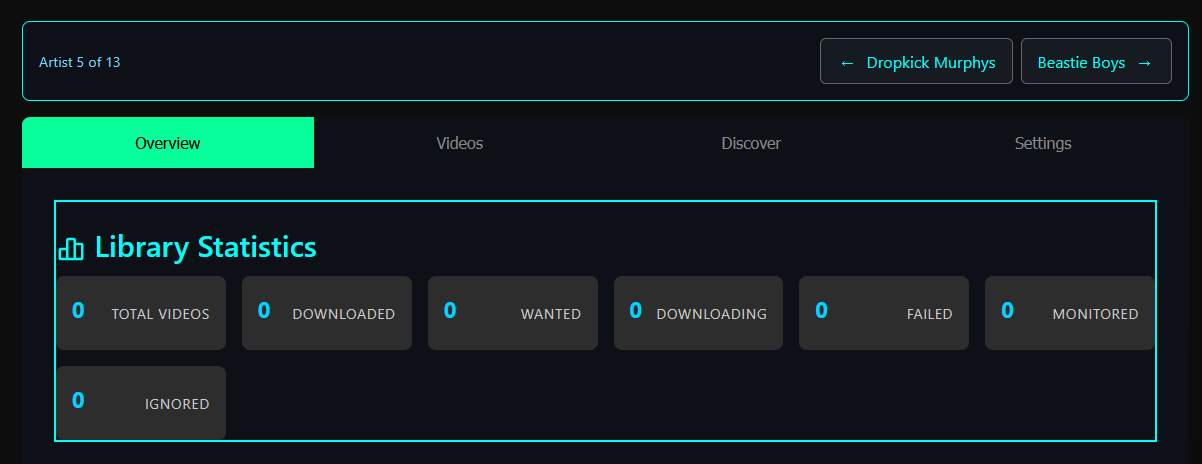 Artist 5 of 13
← Dropkick Murphys
Beastie Boys →
Overview
Videos
Discover
Settings
Library Statistics
0 TOTAL VIDEOS
0 DOWNLOADED
0 WANTED
0 DOWNLOADING
0 FAILED
0 MONITORED
0 IGNORED